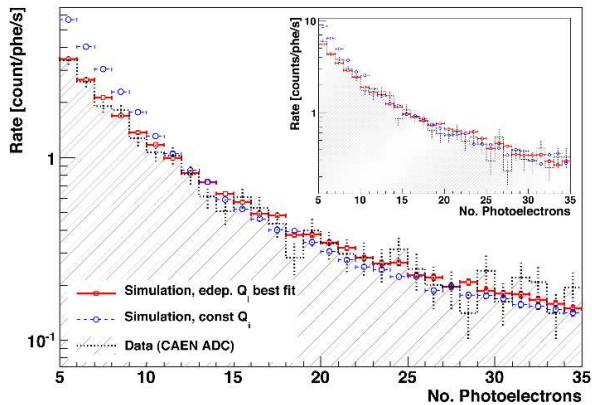 Rate [count/phe/s]
1
10⁻¹
5 10 15 20 25 30 35
No. Photoelectrons
Simulation, edep. Qᵢ best fit
Simulation, const Qᵢ
Data (CAEN ADC)
Rate [counts/phe/s]
10
1
5 10 15 20 25 30 35
No. Photoelectrons